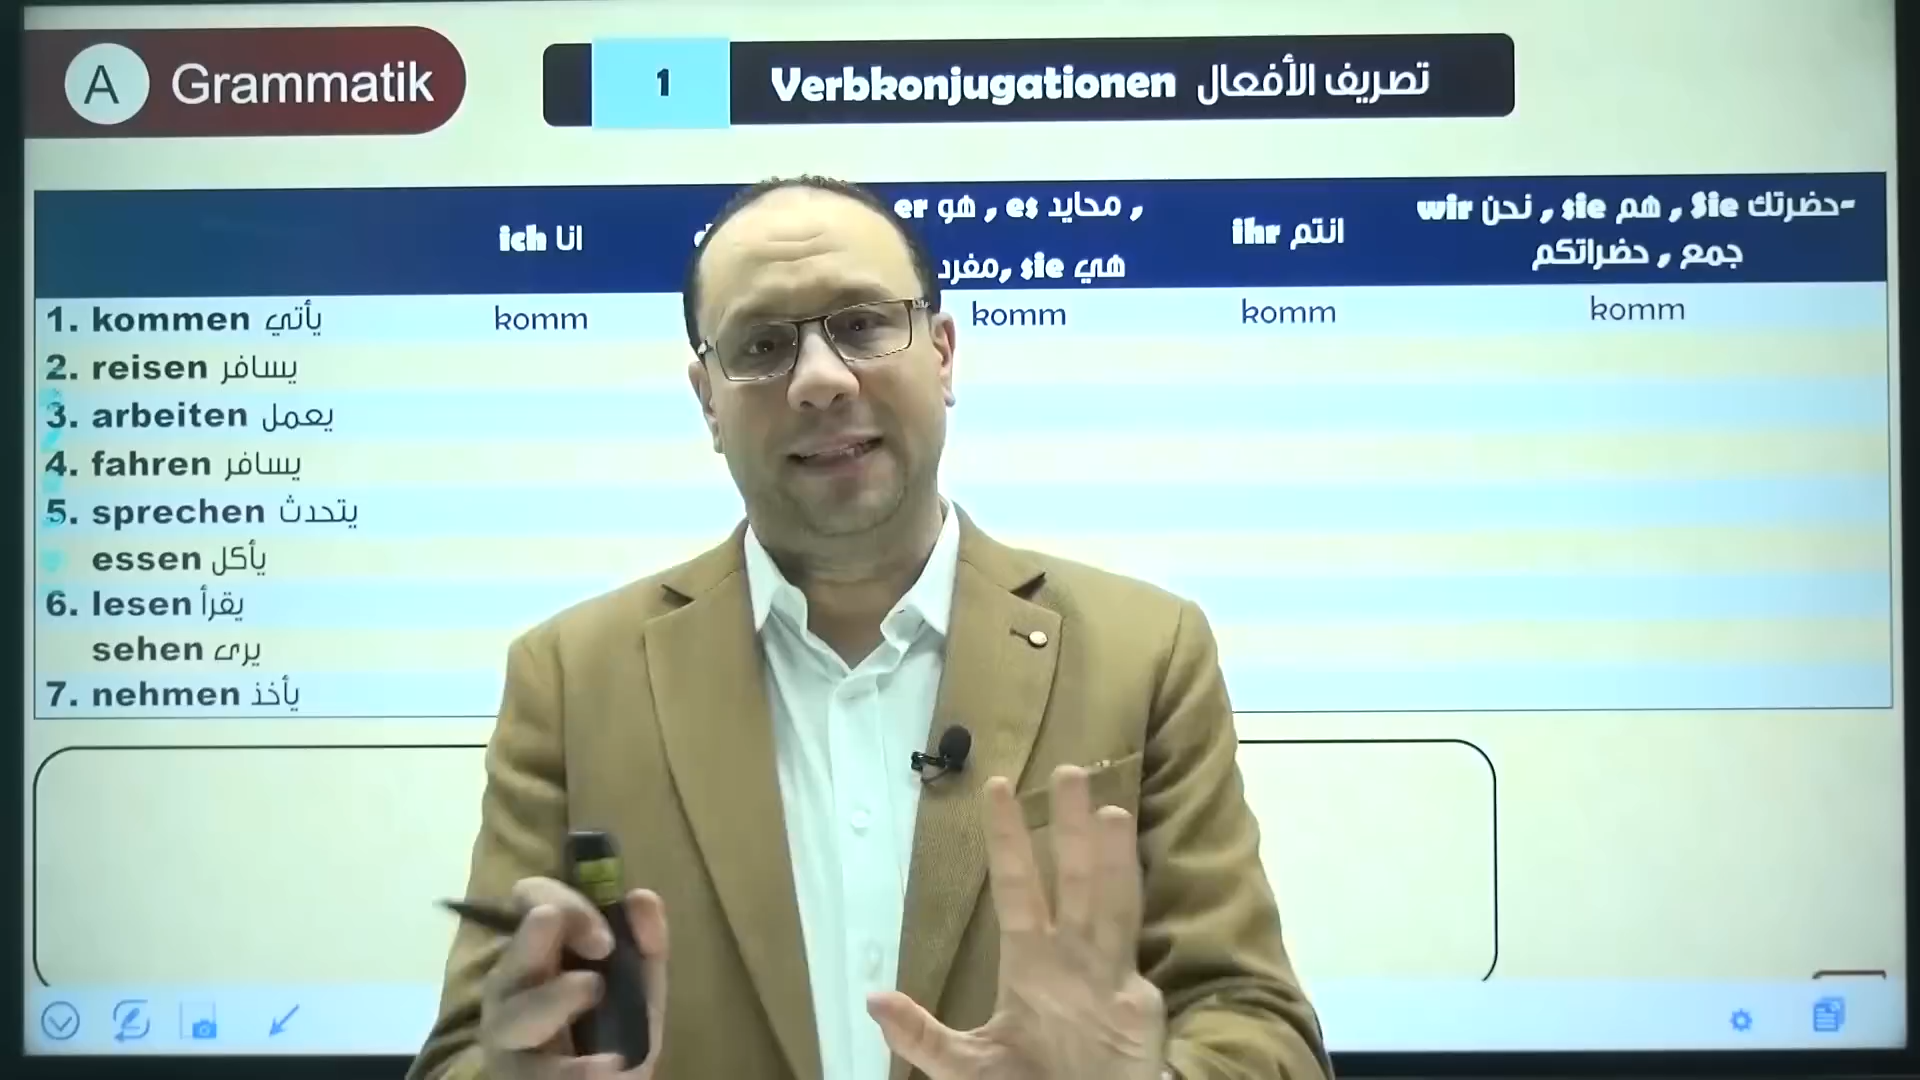 A Grammatik
1 Verbkonjugationen تصريف الأفعال
ich انا
er هو , es محايد ,
هي sie ,مفرد
ihr انتم
wir نحن , sie هم , Sie حضرتك-
جمع , حضراتكم
1. kommen يأتي komm komm komm komm
2. reisen يسافر
3. arbeiten يعمل
4. fahren يسافر
5. sprechen يتحدث
essen يأكل
6. lesen يقرأ
sehen يرى
7. nehmen يأخذ